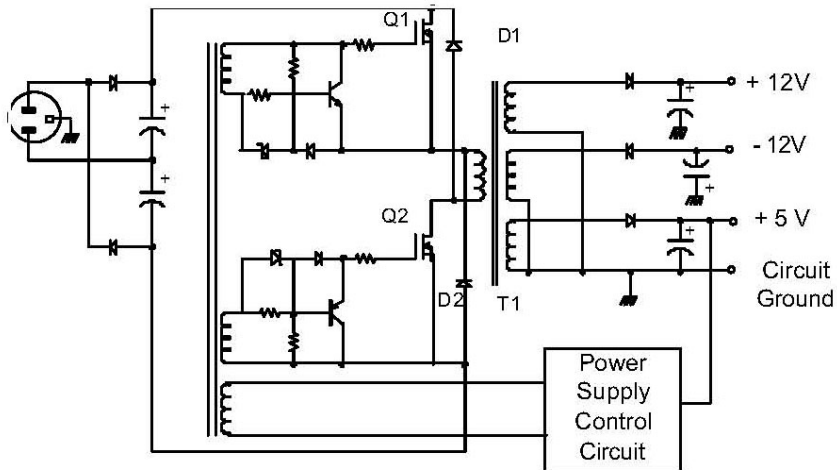 Q1
D1
+ 12V
- 12V
Q2
+ 5 V
D2
T1
Circuit
Ground
Power
Supply
Control
Circuit
+
+
+
+
+